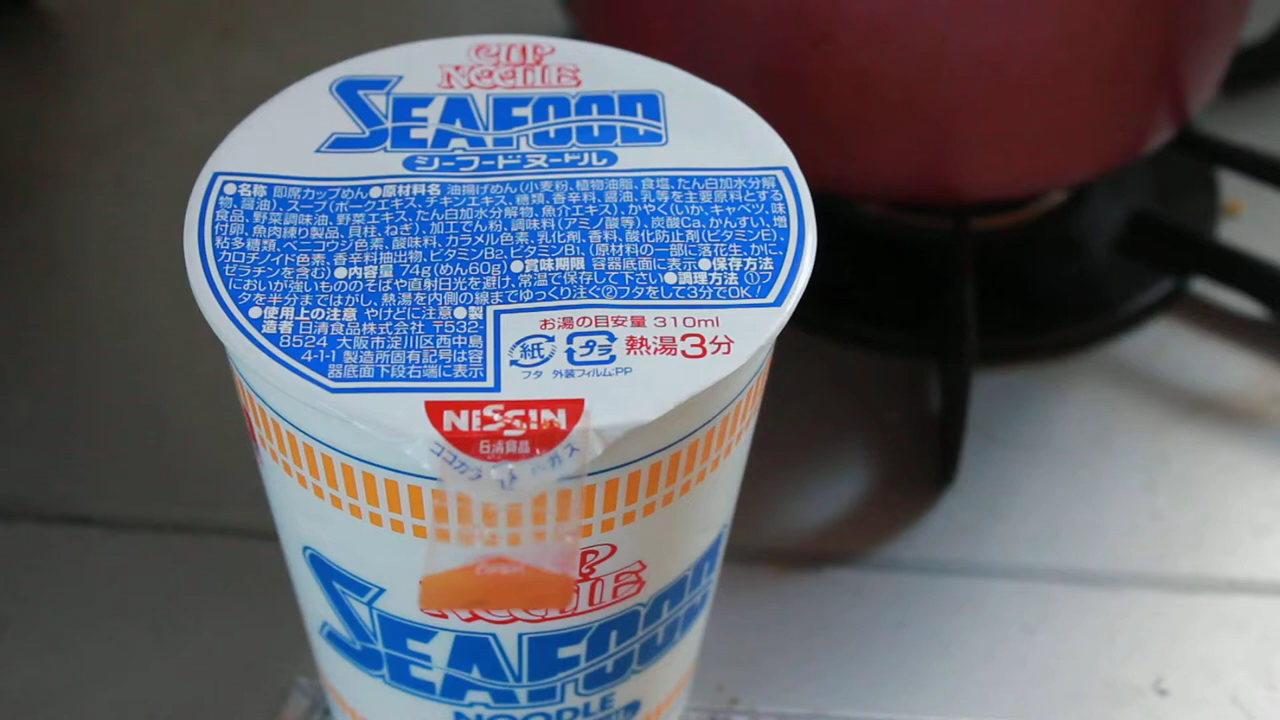 CUP
NOODLE
SEAFOOD
シーフードヌードル
●名称 即席カップめん●原材料名 油揚げめん(小麦粉、植物油脂、食塩、たん白加水分解
物、醤油)、スープ(ポークエキス、チキンエキス、糖類、香辛料、醤油、乳等を主要原料とする
食品、野菜調味油、野菜エキス、たん白加水分解物、魚介エキス)、かやく(いか、キャベツ、味
付卵、魚肉練り製品、貝柱、ねぎ)、加工でん粉、調味料(アミノ酸等)、炭酸Ca、かんすい、増
粘多糖類、ベニコウジ色素、酸味料、カラメル色素、乳化剤、香料、酸化防止剤(ビタミンE)、
カロチノイド色素、香辛料抽出物、ビタミンB2、ビタミンB1、(原材料の一部に落花生、かに、
ゼラチンを含む)●内容量 74g(めん60g)●賞味期限 容器底面に表示●保存方法
においが強いもののそばや直射日光を避け、常温で保存して下さい●調理方法 ①フ
タを半分まではがし、熱湯を内側の線までゆっくり注ぐ②フタをして3分でOK!
●使用上の注意 やけどに注意●製
造者 日清食品株式会社 〒532-
8524 大阪市淀川区西中島
4-1-1 製造所固有記号は容
器底面下段右端に表示
お湯の目安量 310ml
紙 プラ 熱湯3分
フタ 外装フィルム:PP
NISSIN
日清食品
ココカラ
CUP
NOODLE
SEAFOOD
NOODLE